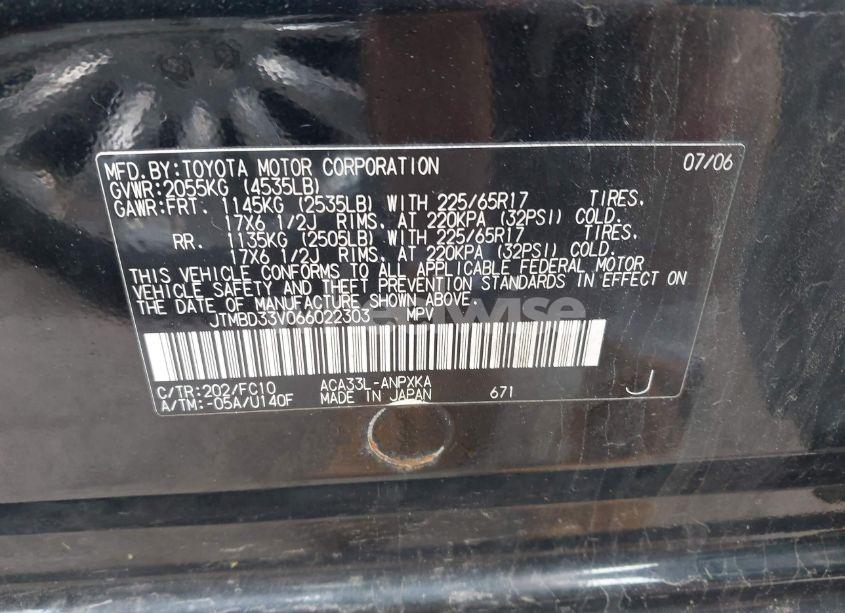 MFD.BY:TOYOTA MOTOR CORPORATION 07/06
GVWR:2055KG (4535LB)
GAWR:FRT. 1145KG (2535LB) WITH 225/65R17 TIRES.
17X6 1/2J RIMS, AT 220KPA (32PSI) COLD.
RR. 1135KG (2505LB) WITH 225/65R17 TIRES.
17X6 1/2J RIMS, AT 220KPA (32PSI) COLD.
THIS VEHICLE CONFORMS TO ALL APPLICABLE FEDERAL MOTOR
VEHICLE SAFETY AND THEFT PREVENTION STANDARDS IN EFFECT ON
THE DATE OF MANUFACTURE SHOWN ABOVE.
JTMBD33V066022303 MPV
C/TR:202/FC10 ACA33L-ANPXKA
A/TM:-05A/U140F MADE IN JAPAN 671 J